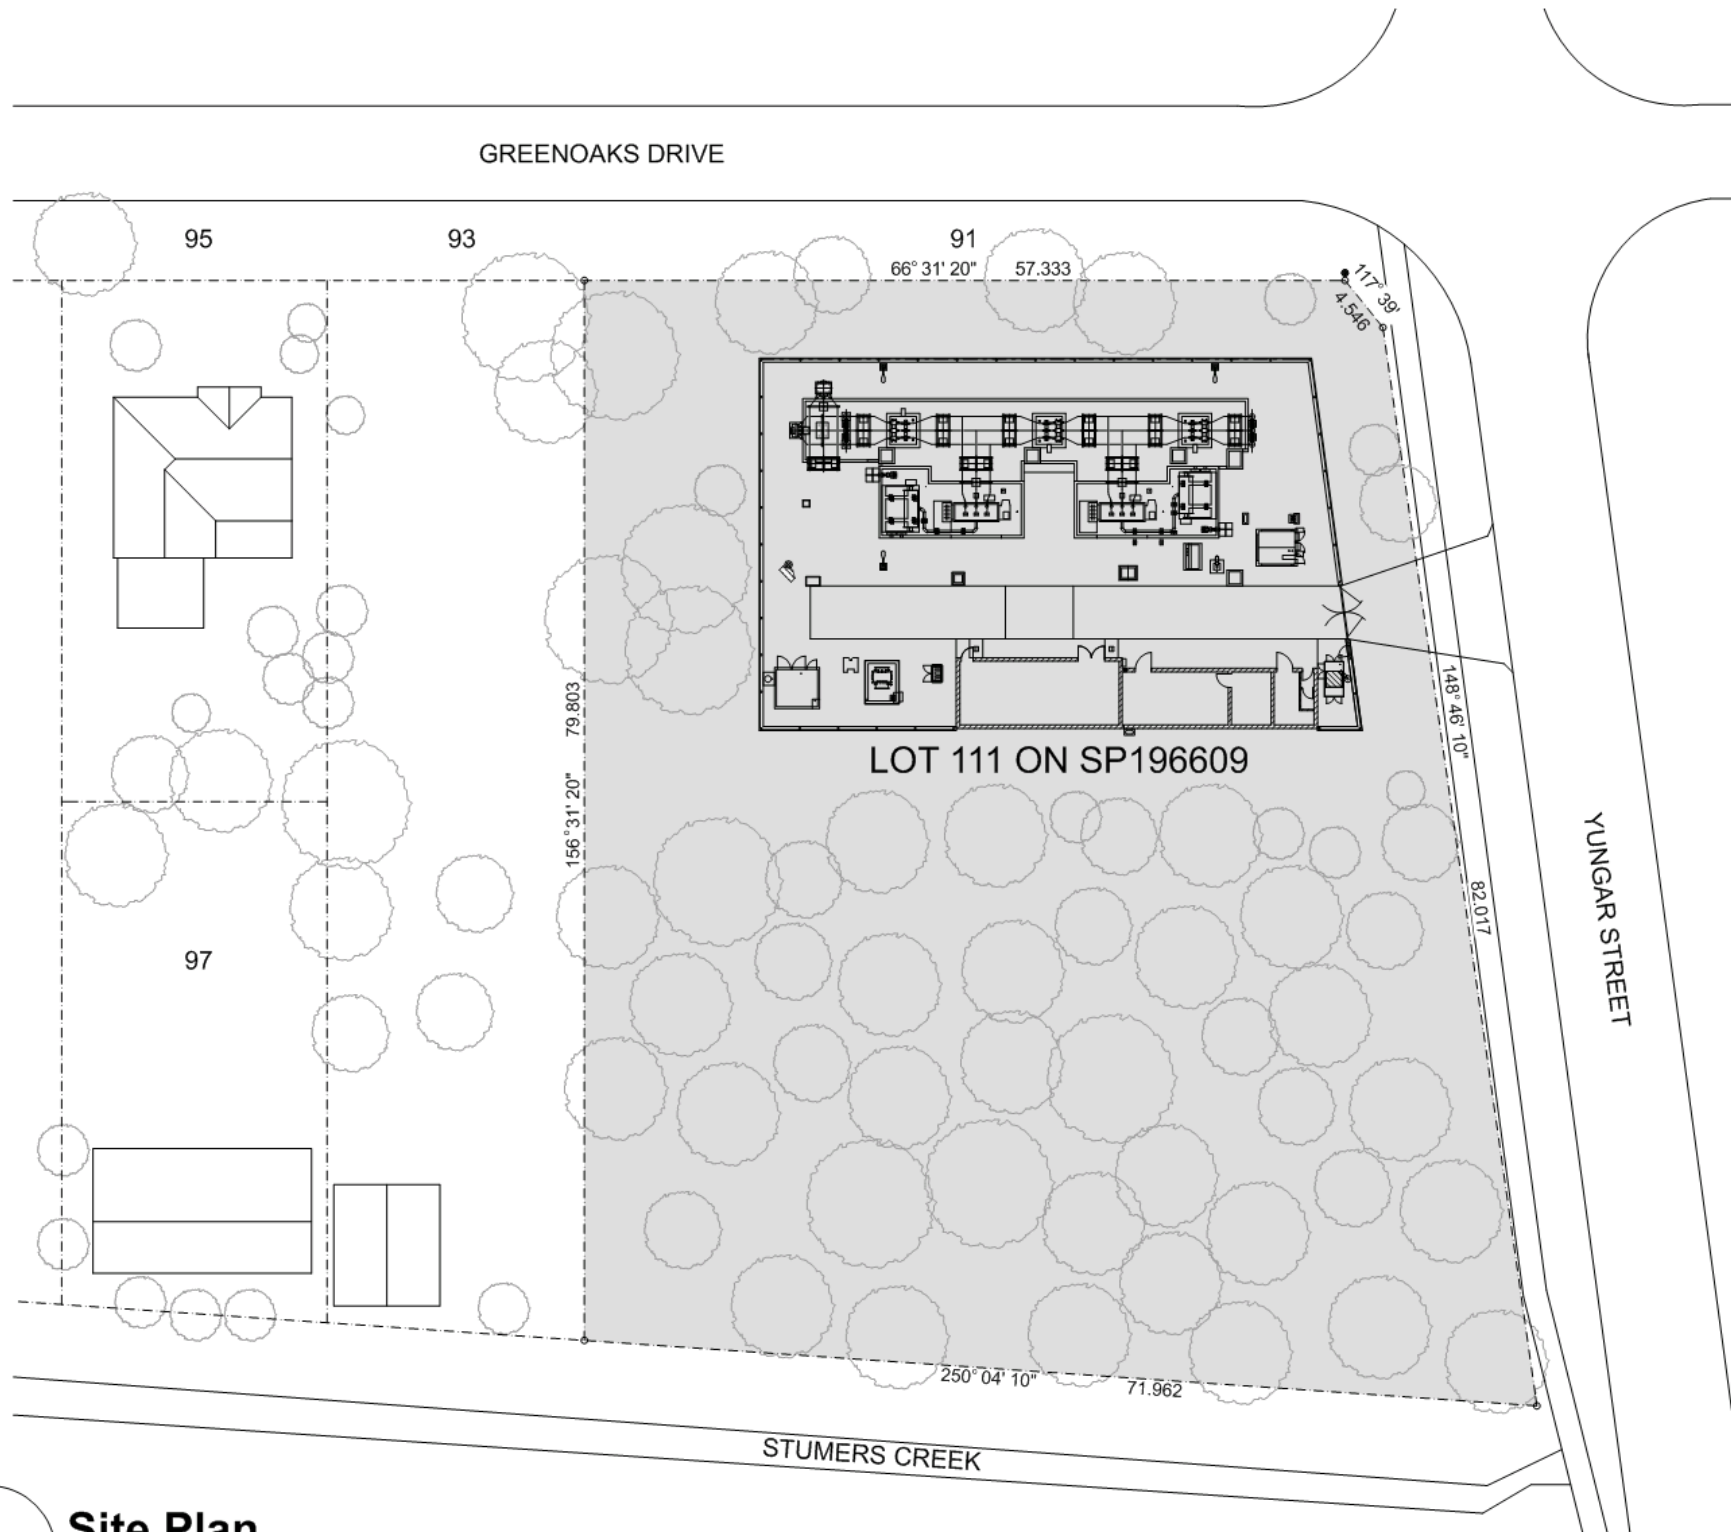 GREENOAKS DRIVE
95
93
91
66° 31' 20"
57.333
117° 39'
4.546
79.803
156° 31' 20"
LOT 111 ON SP196609
148° 46' 10"
82.017
YUNGAR STREET
97
250° 04' 10"
71.962
STUMERS CREEK
Site Plan